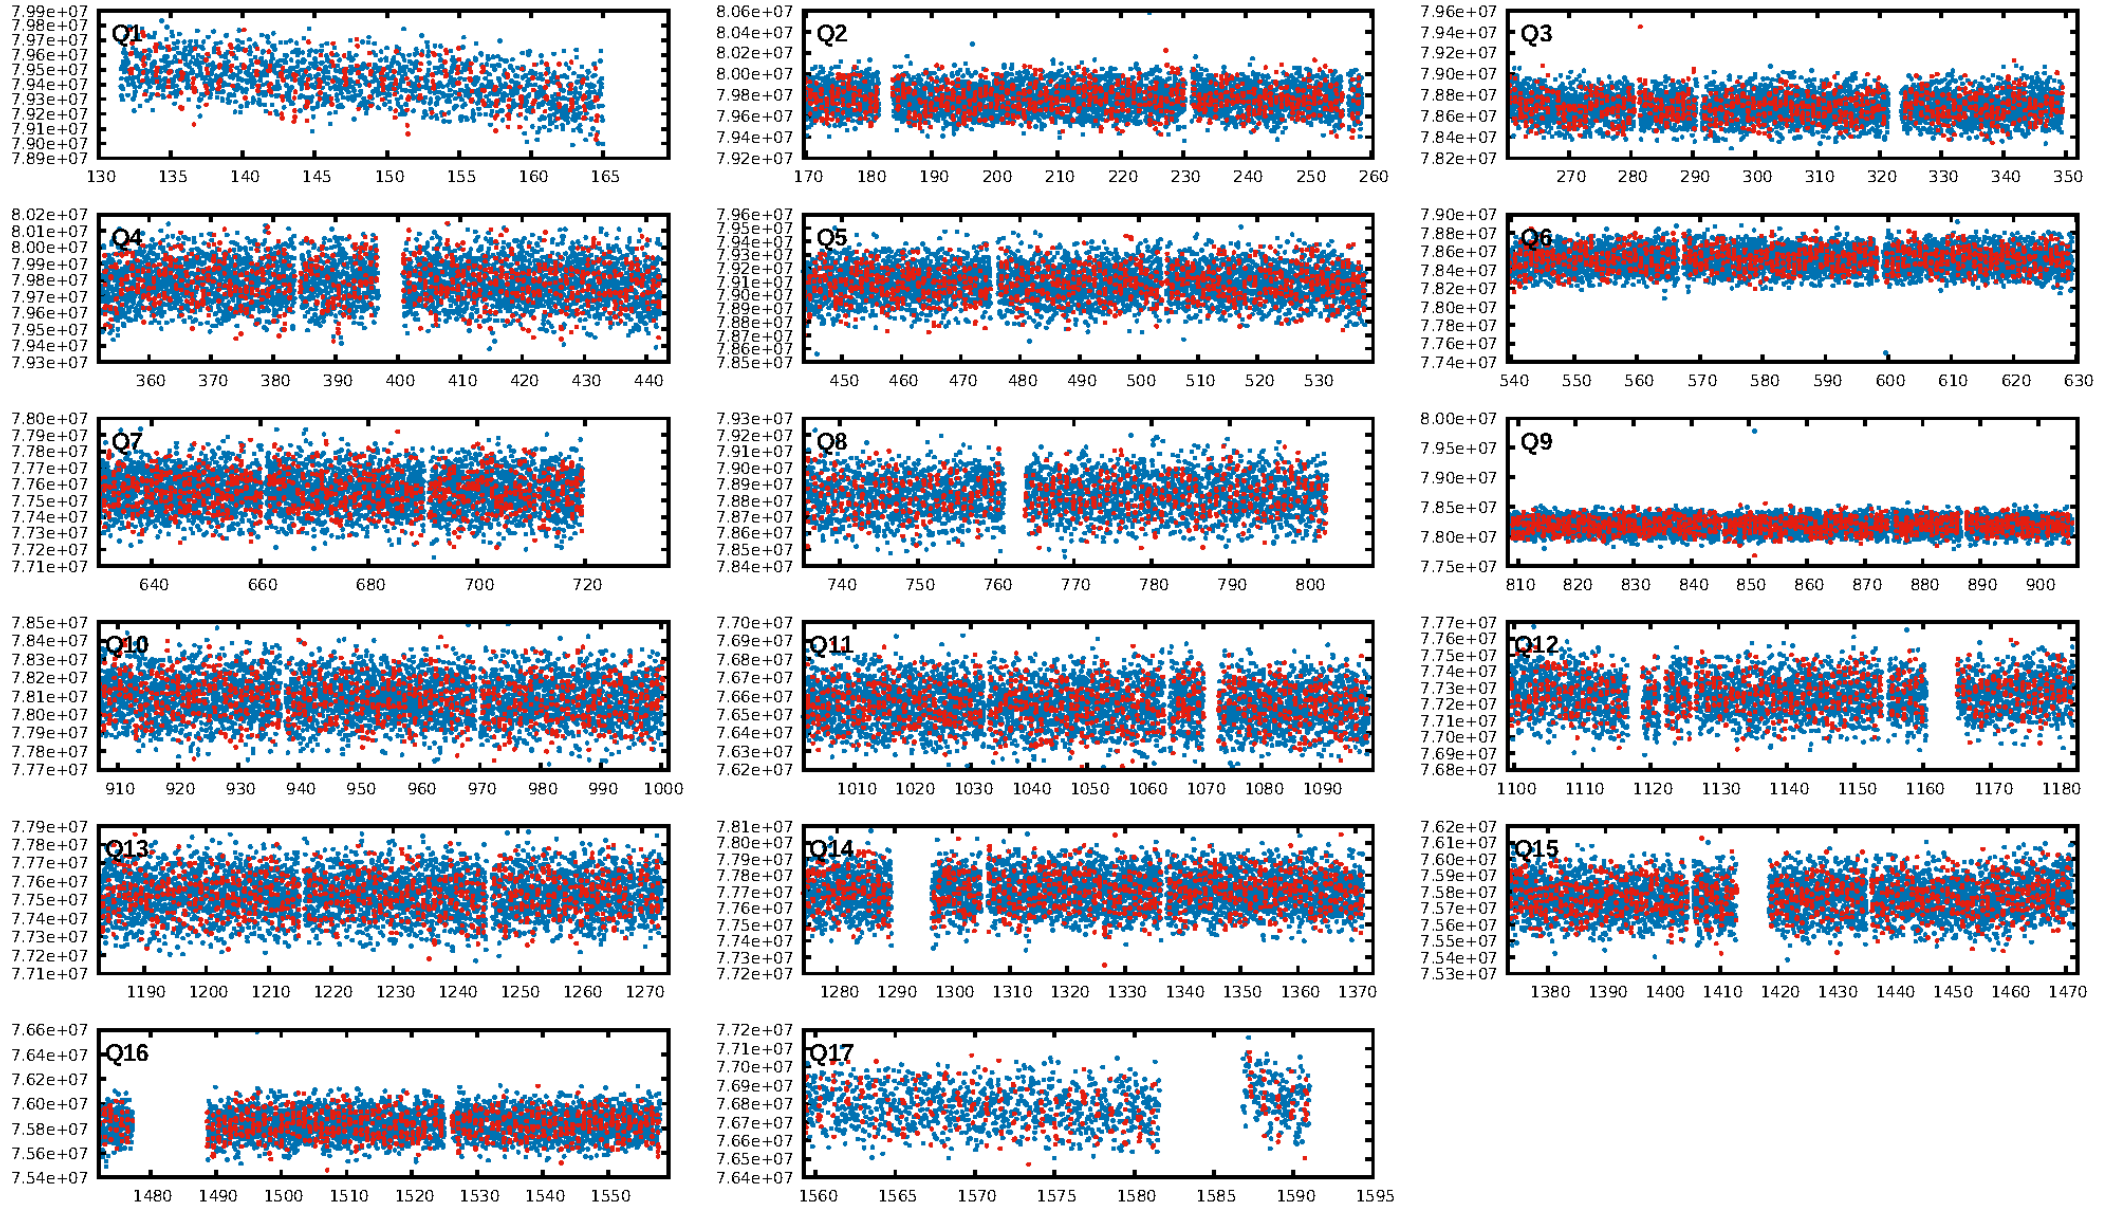 7.99e+07
7.98e+07
7.97e+07
7.96e+07
7.95e+07
7.94e+07
7.93e+07
7.92e+07
7.91e+07
7.90e+07
7.89e+07
Q1
130 135 140 145 150 155 160 165
8.06e+07
8.04e+07
8.02e+07
8.00e+07
7.98e+07
7.96e+07
7.94e+07
7.92e+07
Q2
170 180 190 200 210 220 230 240 250 260
7.96e+07
7.94e+07
7.92e+07
7.90e+07
7.88e+07
7.86e+07
7.84e+07
7.82e+07
Q3
270 280 290 300 310 320 330 340 350
8.02e+07
8.01e+07
8.00e+07
7.99e+07
7.98e+07
7.97e+07
7.96e+07
7.95e+07
7.94e+07
7.93e+07
Q4
360 370 380 390 400 410 420 430 440
7.96e+07
7.95e+07
7.94e+07
7.93e+07
7.92e+07
7.91e+07
7.90e+07
7.89e+07
7.88e+07
7.87e+07
7.86e+07
7.85e+07
Q5
450 460 470 480 490 500 510 520 530
7.90e+07
7.88e+07
7.86e+07
7.84e+07
7.82e+07
7.80e+07
7.78e+07
7.76e+07
7.74e+07
Q6
540 550 560 570 580 590 600 610 620 630
7.80e+07
7.79e+07
7.78e+07
7.77e+07
7.76e+07
7.75e+07
7.74e+07
7.73e+07
7.72e+07
7.71e+07
Q7
640 660 680 700 720
7.93e+07
7.92e+07
7.91e+07
7.90e+07
7.89e+07
7.88e+07
7.87e+07
7.86e+07
7.85e+07
7.84e+07
Q8
740 750 760 770 780 790 800
8.00e+07
7.95e+07
7.90e+07
7.85e+07
7.80e+07
7.75e+07
Q9
810 820 830 840 850 860 870 880 890 900
7.85e+07
7.84e+07
7.83e+07
7.82e+07
7.81e+07
7.80e+07
7.79e+07
7.78e+07
7.77e+07
Q10
910 920 930 940 950 960 970 980 990 1000
7.70e+07
7.69e+07
7.68e+07
7.67e+07
7.66e+07
7.65e+07
7.64e+07
7.63e+07
7.62e+07
Q11
1010 1020 1030 1040 1050 1060 1070 1080 1090
7.77e+07
7.76e+07
7.75e+07
7.74e+07
7.73e+07
7.72e+07
7.71e+07
7.70e+07
7.69e+07
7.68e+07
Q12
1100 1110 1120 1130 1140 1150 1160 1170 1180
7.79e+07
7.78e+07
7.77e+07
7.76e+07
7.75e+07
7.74e+07
7.73e+07
7.72e+07
7.71e+07
Q13
1190 1200 1210 1220 1230 1240 1250 1260 1270
7.81e+07
7.80e+07
7.79e+07
7.78e+07
7.77e+07
7.76e+07
7.75e+07
7.74e+07
7.73e+07
7.72e+07
Q14
1280 1290 1300 1310 1320 1330 1340 1350 1360 1370
7.62e+07
7.61e+07
7.60e+07
7.59e+07
7.58e+07
7.57e+07
7.56e+07
7.55e+07
7.54e+07
7.53e+07
Q15
1380 1390 1400 1410 1420 1430 1440 1450 1460 1470
7.66e+07
7.64e+07
7.62e+07
7.60e+07
7.58e+07
7.56e+07
7.54e+07
Q16
1480 1490 1500 1510 1520 1530 1540 1550
7.72e+07
7.71e+07
7.70e+07
7.69e+07
7.68e+07
7.67e+07
7.66e+07
7.65e+07
7.64e+07
Q17
1560 1565 1570 1575 1580 1585 1590 1595